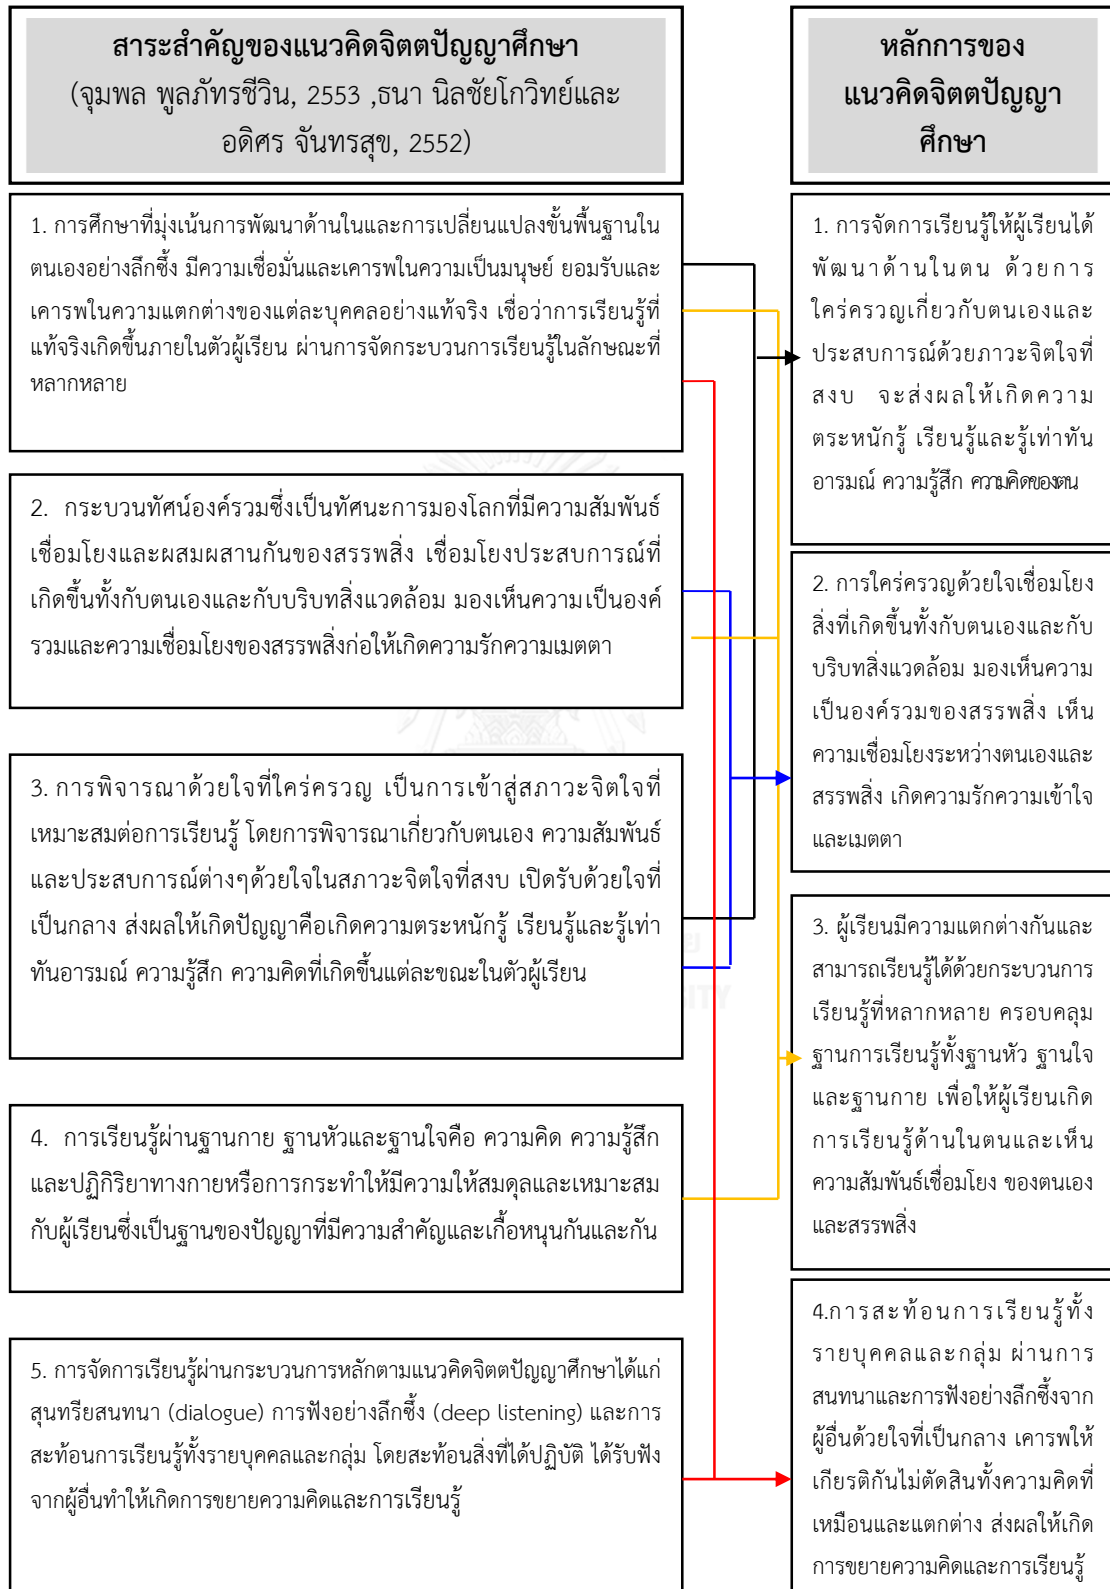 สาระสำคัญของแนวคิดจิตตปัญญาศึกษา
(จุมพล พูลภัทรชีวิน, 2553 ,ธนา นิลชัยโกวิทย์และ
อดิศร จันทรสุข, 2552)
1. การศึกษาที่มุ่งเน้นการพัฒนาด้านในและการเปลี่ยนแปลงขั้นพื้นฐานใน
ตนเองอย่างลึกซึ้ง มีความเชื่อมั่นและเคารพในความเป็นมนุษย์ ยอมรับและ
เคารพในความแตกต่างของแต่ละบุคคลอย่างแท้จริง เชื่อว่าการเรียนรู้ที่
แท้จริงเกิดขึ้นภายในตัวผู้เรียน ผ่านการจัดกระบวนการเรียนรู้ในลักษณะที่
หลากหลาย
2. กระบวนทัศน์องค์รวมซึ่งเป็นทัศนะการมองโลกที่มีความสัมพันธ์
เชื่อมโยงและผสมผสานกันของสรรพสิ่ง เชื่อมโยงประสบการณ์ที่
เกิดขึ้นทั้งกับตนเองและกับบริบทสิ่งแวดล้อม มองเห็นความเป็นองค์
รวมและความเชื่อมโยงของสรรพสิ่งก่อให้เกิดความรักความเมตตา
3. การพิจารณาด้วยใจที่ใคร่ครวญ เป็นการเข้าสู่สภาวะจิตใจที่
เหมาะสมต่อการเรียนรู้ โดยการพิจารณาเกี่ยวกับตนเอง ความสัมพันธ์
และประสบการณ์ต่างๆด้วยใจในสภาวะจิตใจที่สงบ เปิดรับด้วยใจที่
เป็นกลาง ส่งผลให้เกิดปัญญาคือเกิดความตระหนักรู้ เรียนรู้และรู้เท่า
ทันอารมณ์ ความรู้สึก ความคิดที่เกิดขึ้นแต่ละขณะในตัวผู้เรียน
4. การเรียนรู้ผ่านฐานกาย ฐานหัวและฐานใจคือ ความคิด ความรู้สึก
และปฏิกิริยาทางกายหรือการกระทำให้มีความให้สมดุลและเหมาะสม
กับผู้เรียนซึ่งเป็นฐานของปัญญาที่มีความสำคัญและเกื้อหนุนกันและกัน
5. การจัดการเรียนรู้ผ่านกระบวนการหลักตามแนวคิดจิตตปัญญาศึกษาได้แก่
สุนทรียสนทนา (dialogue) การฟังอย่างลึกซึ้ง (deep listening) และการ
สะท้อนการเรียนรู้ทั้งรายบุคคลและกลุ่ม โดยสะท้อนสิ่งที่ได้ปฏิบัติ ได้รับฟัง
จากผู้อื่นทำให้เกิดการขยายความคิดและการเรียนรู้
หลักการของ
แนวคิดจิตตปัญญา
ศึกษา
1. การจัดการเรียนรู้ให้ผู้เรียนได้
พัฒนาด้านในตน ด้วยการ
ใคร่ครวญเกี่ยวกับตนเองและ
ประสบการณ์ด้วยภาวะจิตใจที่
สงบ จะส่งผลให้เกิดความ
ตระหนักรู้ เรียนรู้และรู้เท่าทัน
อารมณ์ ความรู้สึก ความคิดของตน
2. การใคร่ครวญด้วยใจเชื่อมโยง
สิ่งที่เกิดขึ้นทั้งกับตนเองและกับ
บริบทสิ่งแวดล้อม มองเห็นความ
เป็นองค์รวมของสรรพสิ่ง เห็น
ความเชื่อมโยงระหว่างตนเองและ
สรรพสิ่ง เกิดความรักความเข้าใจ
และเมตตา
3. ผู้เรียนมีความแตกต่างกันและ
สามารถเรียนรู้ได้ด้วยกระบวนการ
เรียนรู้ที่หลากหลาย ครอบคลุม
ฐานการเรียนรู้ทั้งฐานหัว ฐานใจ
และฐานกาย เพื่อให้ผู้เรียนเกิด
การเรียนรู้ด้านในตนและเห็น
ความสัมพันธ์เชื่อมโยง ของตนเอง
และสรรพสิ่ง
4.การสะท้อนการเรียนรู้ทั้ง
รายบุคคลและกลุ่ม ผ่านการ
สนทนาและการฟังอย่างลึกซึ้งจาก
ผู้อื่นด้วยใจที่เป็นกลาง เคารพให้
เกียรติกันไม่ตัดสินทั้งความคิดที่
เหมือนและแตกต่าง ส่งผลให้เกิด
การขยายความคิดและการเรียนรู้